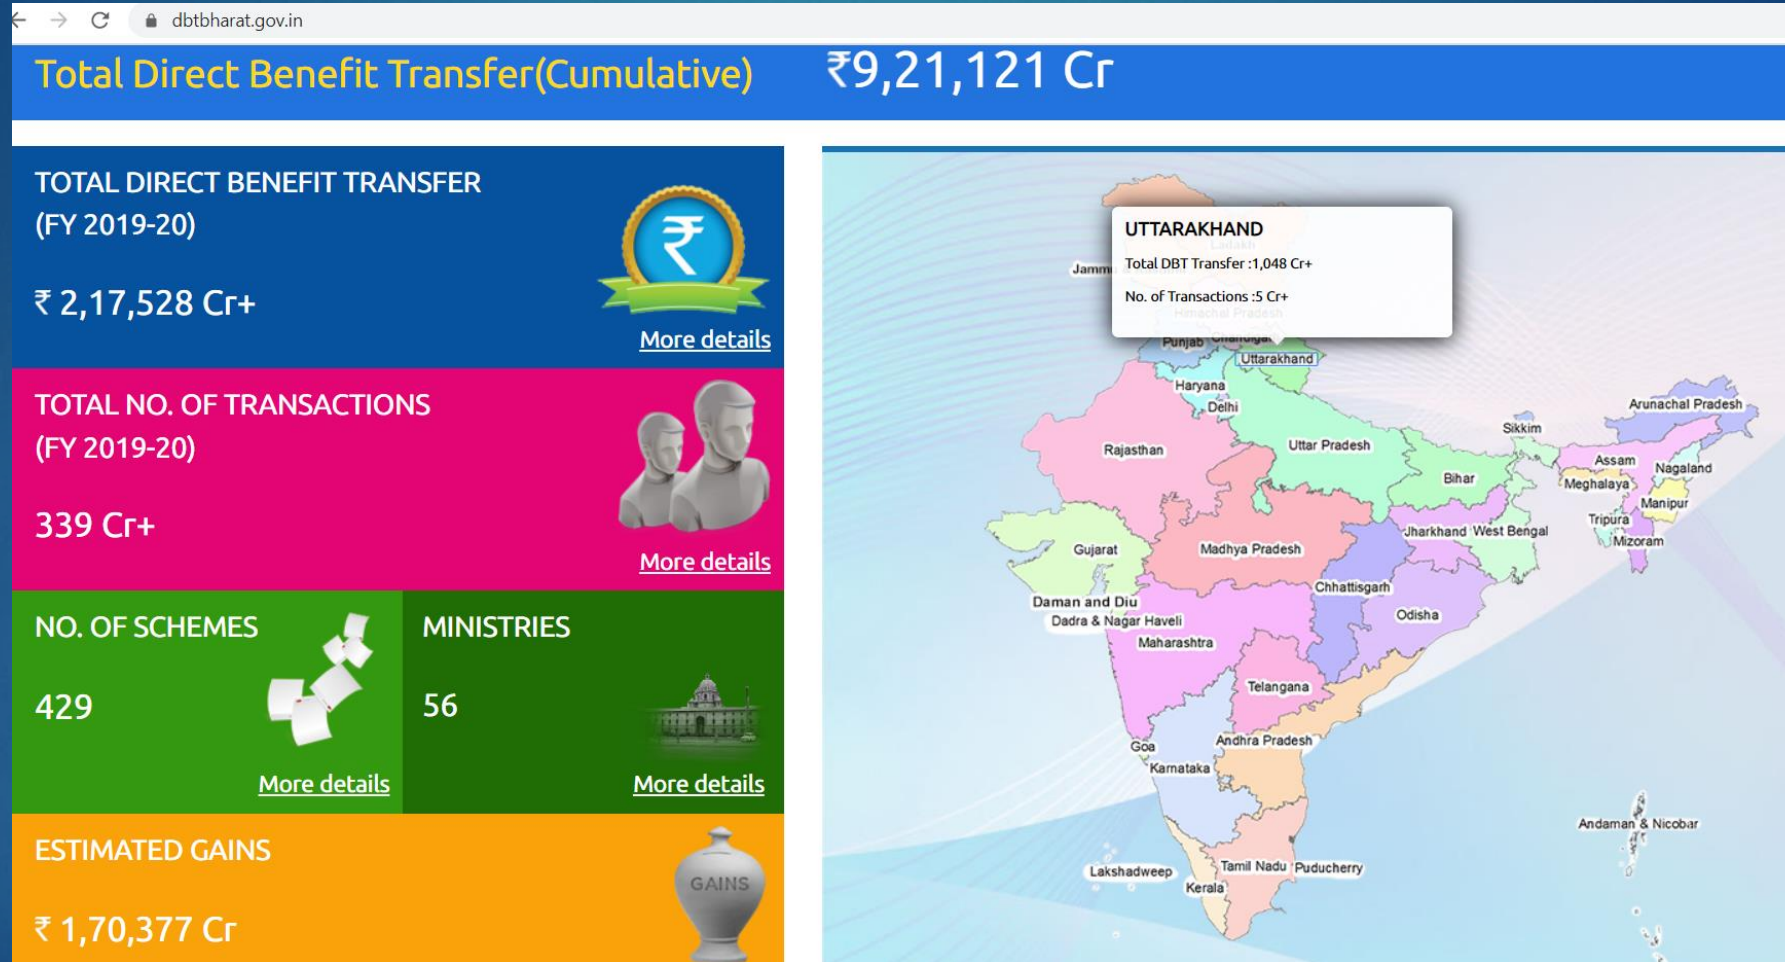 dbtbharat.gov.in
Total Direct Benefit Transfer(Cumulative) ₹9,21,121 Cr
TOTAL DIRECT BENEFIT TRANSFER
(FY 2019-20)
₹ 2,17,528 Cr+
More details
TOTAL NO. OF TRANSACTIONS
(FY 2019-20)
339 Cr+
More details
NO. OF SCHEMES
429
More details
MINISTRIES
56
More details
ESTIMATED GAINS
GAINS
₹ 1,70,377 Cr
UTTARAKHAND
Ladakh
Total DBT Transfer :1,048 Cr+
Jamm
No. of Transactions :5 Cr+
Himachal Pradesh
Punjab
Uttarakhand
Haryana
Delhi
Arunachal Pradesh
Sikkim
Rajasthan
Uttar Pradesh
Assam
Nagaland
Bihar
Meghalaya
Manipur
Tripura
Jharkhand
West Bengal
Mizoram
Gujarat
Madhya Pradesh
Chhattisgarh
Daman and Diu
Odisha
Dadra & Nagar Haveli
Maharashtra
Telangana
Goa
Andhra Pradesh
Karnataka
Andaman & Nicobar
Lakshadweep
Tamil Nadu
Puducherry
Kerala